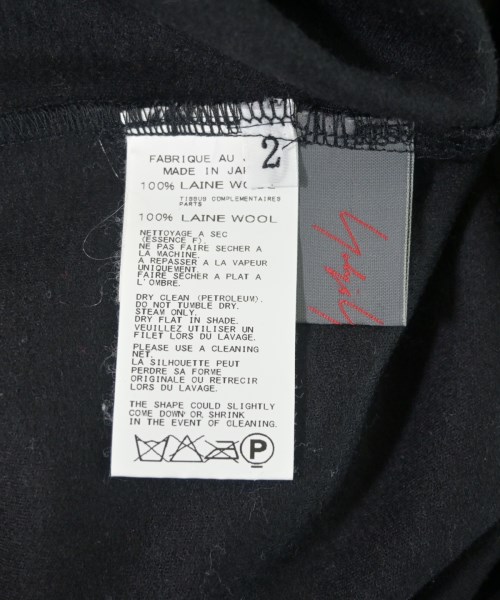 2
FABRIQUE AU
MADE IN
100% LAINE
TISSUS COMPLEMENTAIRES
PARTS
100% LAINE WOOL
NETTOYAGE A SEC
(ESSENCE F).
NE PAS FAIRE SECHER A
LA MACHINE.
A REPASSER A LA VAPEUR
UNIQUEMENT
FAIRE SECHER A PLAT A
L'OMBRE.
DRY CLEAN (PETROLEUM).
DO NOT TUMBLE DRY.
STEAM ONLY.
DRY FLAT IN SHADE.
VEUILLEZ UTILISER UN
FILET LORS DU LAVAGE.
PLEASE USE A CLEANING
NET.
LA SILHOUETTE PEUT
PERDRE SA FORME
ORIGINALE OU RETRECIR
LORS DU LAVAGE.
THE SHAPE COULD SLIGHTLY
COME DOWN OR SHRINK
IN THE EVENT OF CLEANING.
P